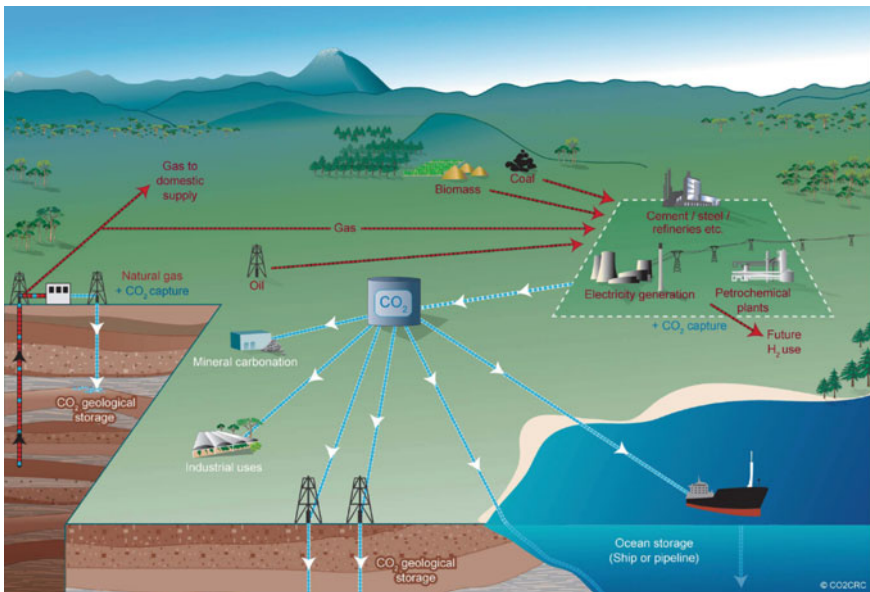 Gas to
domestic
supply
Biomass
Coal
Cement / steel /
refineries etc.
Gas
Oil
Natural gas
+ CO₂ capture
CO₂
Electricity generation
Petrochemical
plants
+ CO₂ capture
Future
H₂ use
Mineral carbonation
CO₂ geological
storage
Industrial uses
Ocean storage
(Ship or pipeline)
CO₂ geological
storage
© CO2CRC